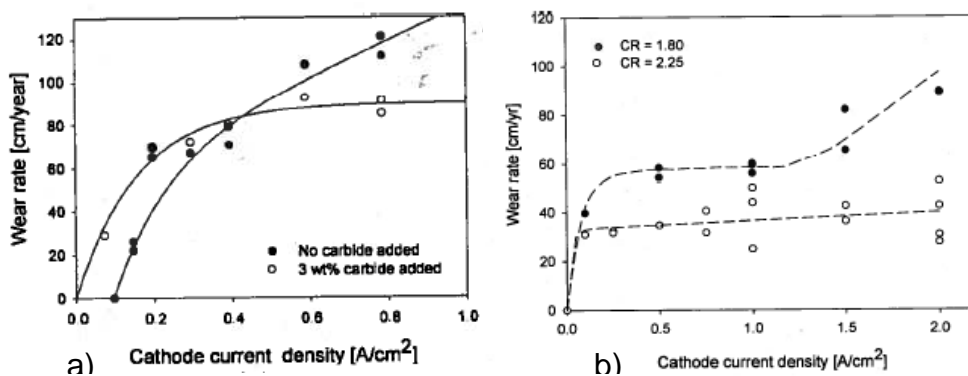 120
100
80
60
40
20
0
Wear rate [cm/year]
No carbide added
3 wt% carbide added
0.0 0.2 0.4 0.6 0.8 1.0
a) Cathode current density [A/cm²]
120
100
80
60
40
20
0
Wear rate [cm/yr]
CR = 1.80
CR = 2.25
0.0 0.5 1.0 1.5 2.0
b) Cathode current density [A/cm²]